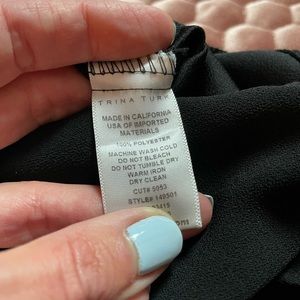 TRINA TURK
MADE IN CALIFORNIA
USA OF IMPORTED
MATERIALS
100% POLYESTER
MACHINE WASH COLD
DO NOT BLEACH
DO NOT TUMBLE DRY
WARM IRON
DRY CLEAN
CUT# 5053
STYLE# 149501